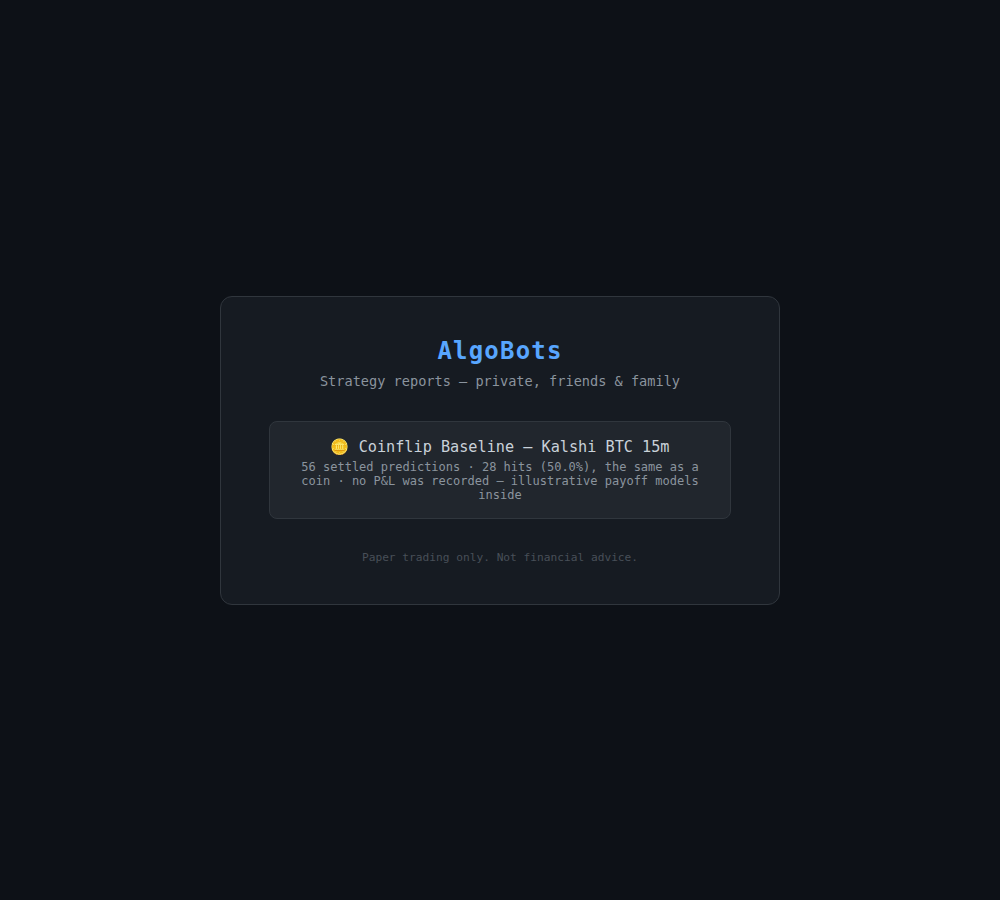 AlgoBots
Strategy reports — private, friends & family
🪙 Coinflip Baseline — Kalshi BTC 15m
56 settled predictions · 28 hits (50.0%), the same as a
coin · no P&L was recorded — illustrative payoff models
inside
Paper trading only. Not financial advice.